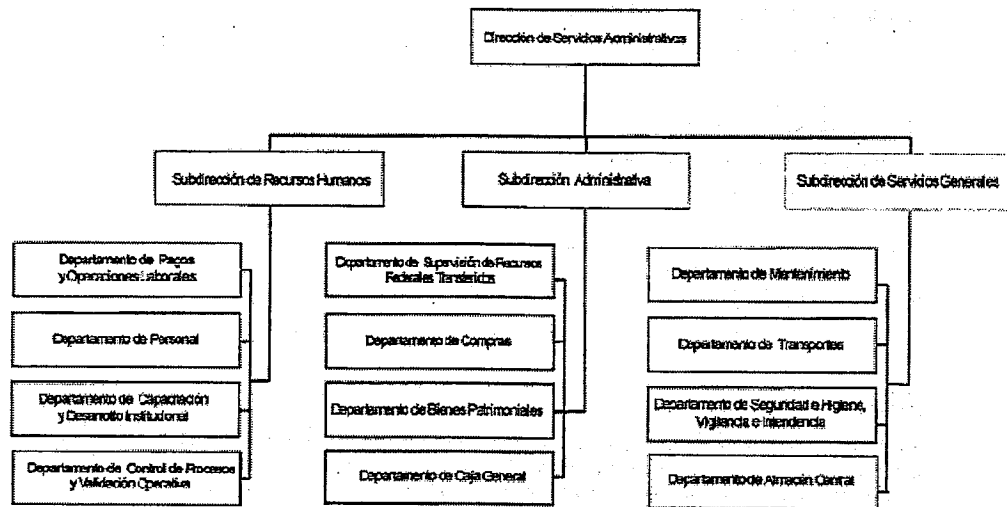 Dirección de Servicios Administrativos
Subdirección de Recursos Humanos
Subdirección Administrativa
Subdirección de Servicios Generales
Departamento de Pagos
y Operaciones Laborales
Departamento de Personal
Departamento de Capacitación
y Desarrollo Institucional
Departamento de Control de Procesos
y Validación Operativa
Departamento de Supervisión de Recursos
Federales Transferidos
Departamento de Compras
Departamento de Bienes Patrimoniales
Departamento de Caja General
Departamento de Mantenimiento
Departamento de Transportes
Departamento de Seguridad e Higiene,
Vigilancia e Intendencia
Departamento de Almacén Central